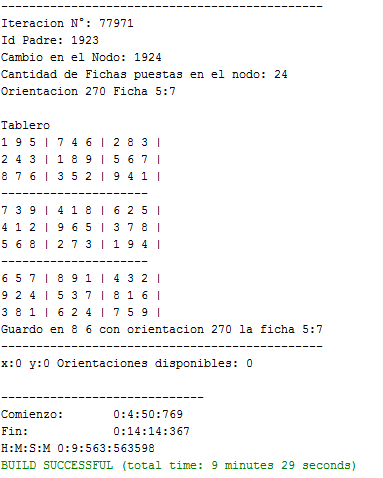 ------------------------------------------------
Iteracion N°: 77971
Id Padre: 1923
Cambio en el Nodo: 1924
Cantidad de Fichas puestas en el nodo: 24
Orientacion 270 Ficha 5:7
Tablero
1 9 5 | 7 4 6 | 2 8 3 |
2 4 3 | 1 8 9 | 5 6 7 |
8 7 6 | 3 5 2 | 9 4 1 |
----------------------
7 3 9 | 4 1 8 | 6 2 5 |
4 1 2 | 9 6 5 | 3 7 8 |
5 6 8 | 2 7 3 | 1 9 4 |
----------------------
6 5 7 | 8 9 1 | 4 3 2 |
9 2 4 | 5 3 7 | 8 1 6 |
3 8 1 | 6 2 4 | 7 5 9 |
Guardo en 8 6 con orientacion 270 la ficha 5:7
------------------------------------------------
x:0 y:0 Orientaciones disponibles: 0
------------------------------
Comienzo: 0:4:50:769
Fin: 0:14:14:367
H:M:S:M 0:9:563:563598
BUILD SUCCESSFUL (total time: 9 minutes 29 seconds)